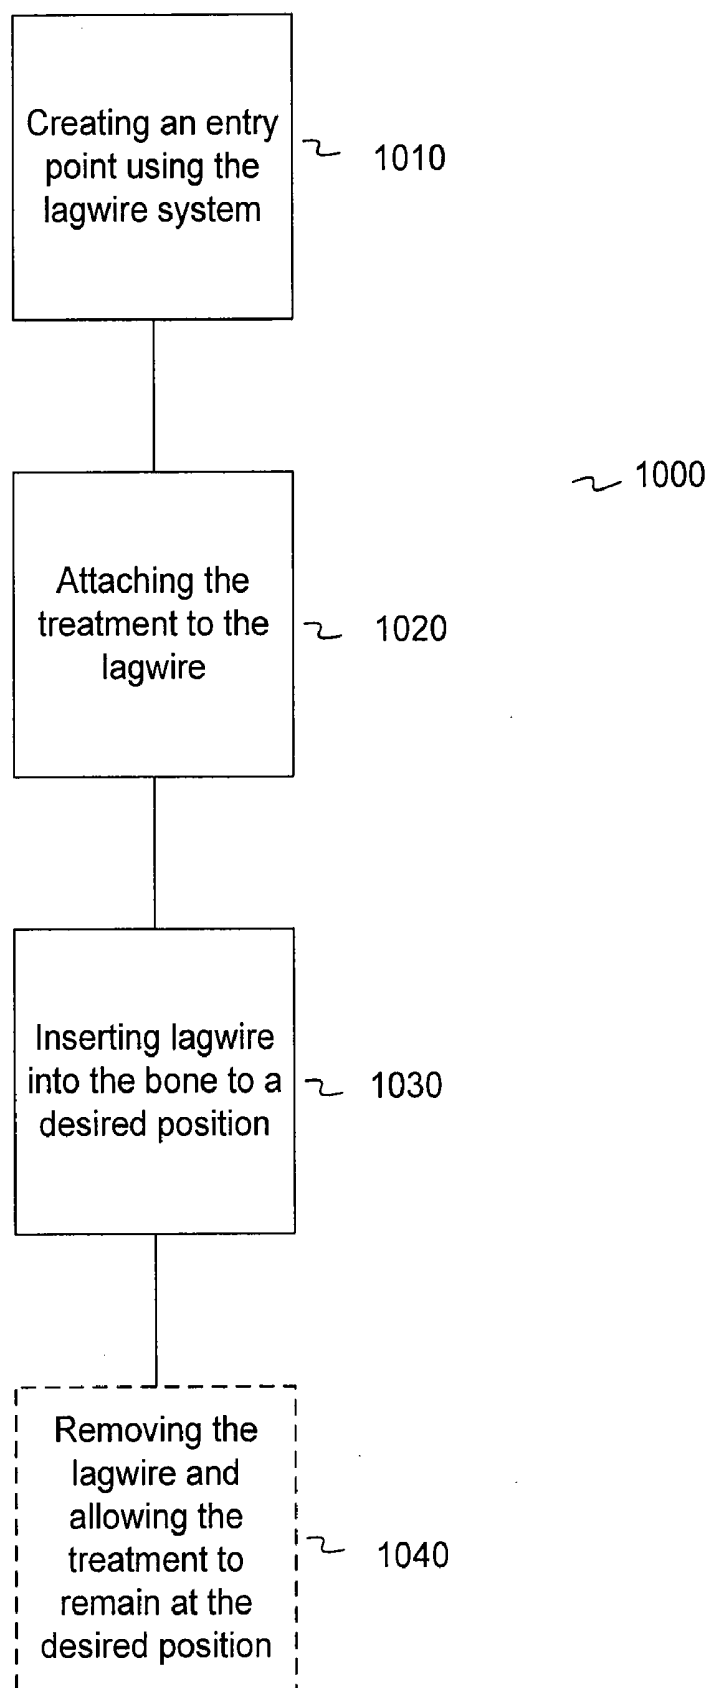 Creating an entry
point using the
lagwire system
1010
1000
Attaching the
treatment to the
lagwire
1020
Inserting lagwire
into the bone to a
desired position
1030
Removing the
lagwire and
allowing the
treatment to
remain at the
desired position
1040